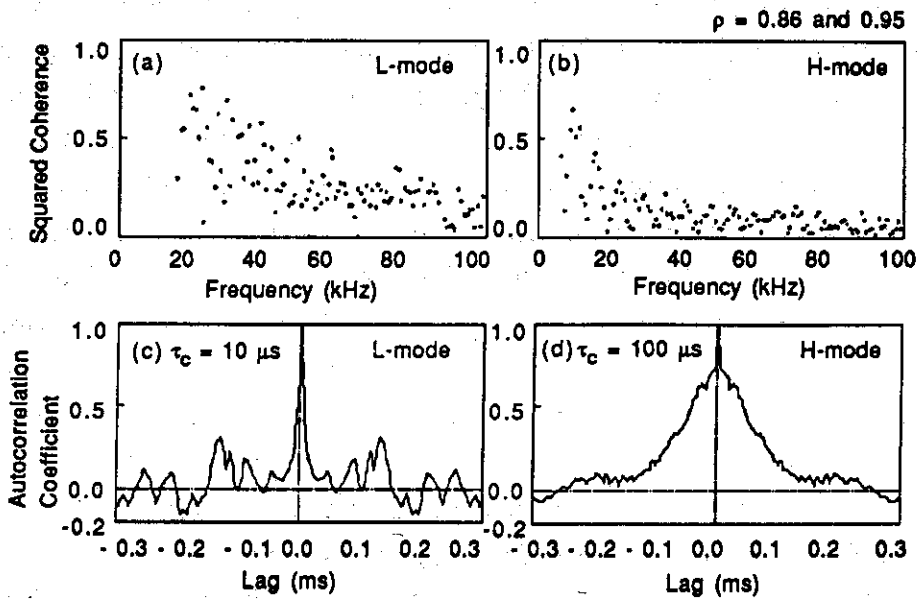 ρ = 0.86 and 0.95
(a) L-mode
(b) H-mode
Squared Coherence
1.0
0.5
0.0
1.0
0.5
0.0
0 20 40 60 80 100
0 20 40 60 80 100
Frequency (kHz)
Frequency (kHz)
(c) τc = 10 μs L-mode
(d) τc = 100 μs H-mode
Autocorrelation
Coefficient
1.0
0.5
0.0
-0.2
1.0
0.5
0.0
-0.2
- 0.3 - 0.2 - 0.1 0.0 0.1 0.2 0.3
- 0.3 - 0.2 - 0.1 0.0 0.1 0.2 0.3
Lag (ms)
Lag (ms)